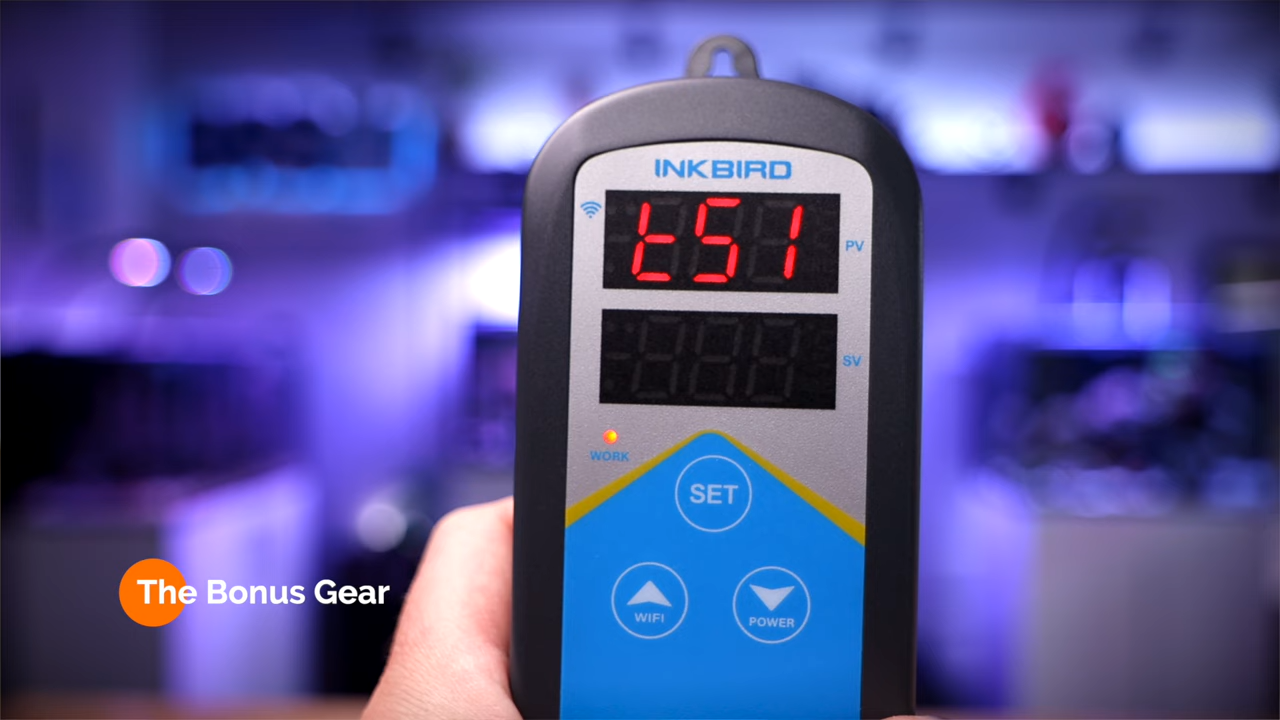 INKBIRD
tS1
PV
SV
WORK
SET
WIFI
POWER
The Bonus Gear